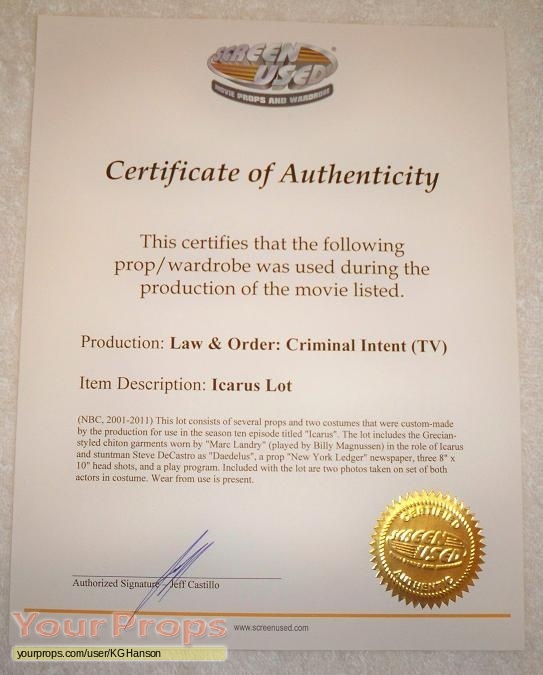 SCREEN
USED®
MOVIE PROPS AND WARDROBE
Certificate of Authenticity
This certifies that the following
prop/wardrobe was used during the
production of the movie listed.
Production: Law & Order: Criminal Intent (TV)
Item Description: Icarus Lot
(NBC, 2001-2011) This lot consists of several props and two costumes that were custom-made
by the production for use in the season ten episode titled "Icarus". The lot includes the Grecian-
styled chiton garments worn by "Marc Landry" (played by Billy Magnussen) in the role of Icarus
and stuntman Steve DeCastro as "Daedelus", a prop "New York Ledger" newspaper, three 8" x
10" head shots, and a play program. Included with the lot are two photos taken on set of both
actors in costume. Wear from use is present.
CERTIFIED
SCREEN
USED
MOVIE PROPS AND WARDROBE
AUTHENTIC
Authorized Signature – Jeff Castillo
www.screenused.com
YourProps
yourprops.com/user/KGHanson